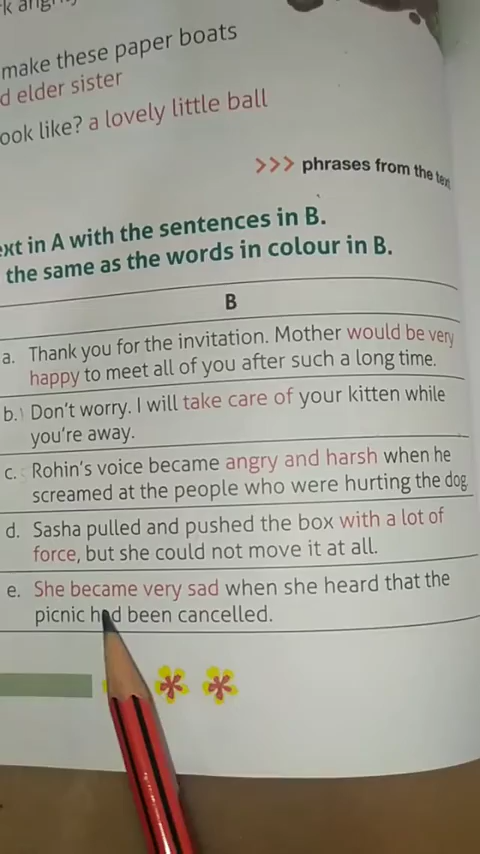 make these paper boats
d elder sister
ook like? a lovely little ball
>>> phrases from the text
ext in A with the sentences in B.
the same as the words in colour in B.
B
a. Thank you for the invitation. Mother would be very
happy to meet all of you after such a long time.
b. Don't worry. I will take care of your kitten while
you're away.
c. Rohin's voice became angry and harsh when he
screamed at the people who were hurting the dog
d. Sasha pulled and pushed the box with a lot of
force, but she could not move it at all.
e. She became very sad when she heard that the
picnic had been cancelled.